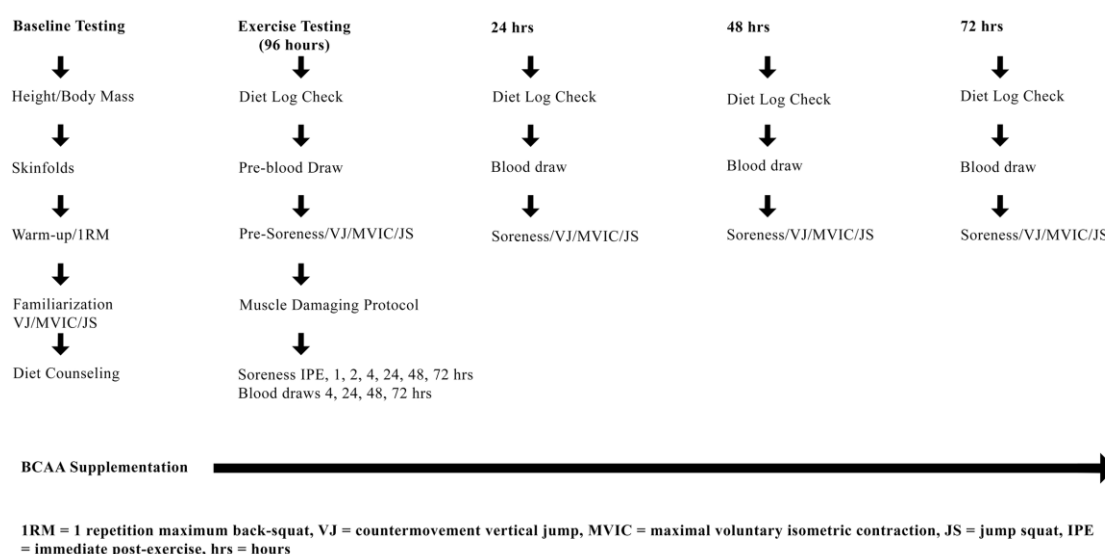 Baseline Testing
Height/Body Mass
Skinfolds
Warm-up/1RM
Familiarization
VJ/MVIC/JS
Diet Counseling
Exercise Testing
(96 hours)
Diet Log Check
Pre-blood Draw
Pre-Soreness/VJ/MVIC/JS
Muscle Damaging Protocol
Soreness IPE, 1, 2, 4, 24, 48, 72 hrs
Blood draws 4, 24, 48, 72 hrs
24 hrs
Diet Log Check
Blood draw
Soreness/VJ/MVIC/JS
48 hrs
Diet Log Check
Blood draw
Soreness/VJ/MVIC/JS
72 hrs
Diet Log Check
Blood draw
Soreness/VJ/MVIC/JS
BCAA Supplementation
1RM = 1 repetition maximum back-squat, VJ = countermovement vertical jump, MVIC = maximal voluntary isometric contraction, JS = jump squat, IPE
= immediate post-exercise, hrs = hours